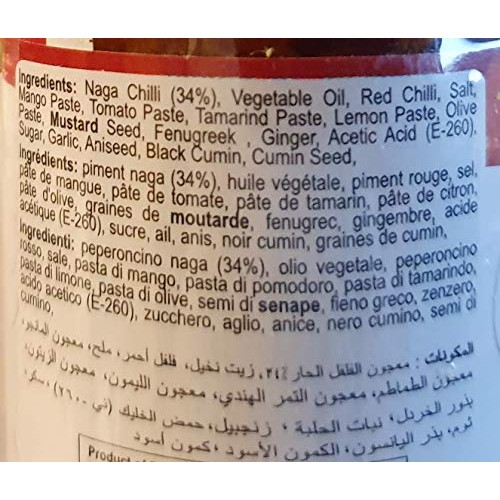 Ingredients: Naga Chilli (34%), Vegetable Oil, Red Chilli, Salt,
Mango Paste, Tomato Paste, Tamarind Paste, Lemon Paste, Olive
Paste, Mustard Seed, Fenugreek , Ginger, Acetic Acid (E-260),
Sugar, Garlic, Aniseed, Black Cumin, Cumin Seed,
Ingrédients: piment naga (34%), huile végétale, piment rouge, sel,
pâte de mangue, pâte de tomate, pâte de tamarin, pâte de citron,
pâte d'olive, graines de moutarde, fenugrec, gingembre, acide
acétique (E-260), sucre, ail, anis, noir cumin, graines de cumin,
Ingredienti: peperoncino naga (34%), olio vegetale, peperoncino
rosso, sale, pasta di mango, pasta di pomodoro, pasta di tamarindo,
pasta di limone, pasta di olive, semi di senape, fieno greco, zenzero,
acido acetico (E-260), zucchero, aglio, anice, nero cumino, semi di
cumino,
المكونات : معجون الفلفل الحار ٣٤٪، زيت نخيل، فلفل أحمر، ملح، معجون المانجو،
معجون الطماطم، معجون التمر الهندي، معجون الليمون، معجون الزيتون،
بذور الخردل، نبات الحلبة ، زنجبيل، حمض الخليك (ئي -٢٦٠)، سكر،
ثوم، بذر اليانسون، الكمون الأسود ،كمون أسود
Product of